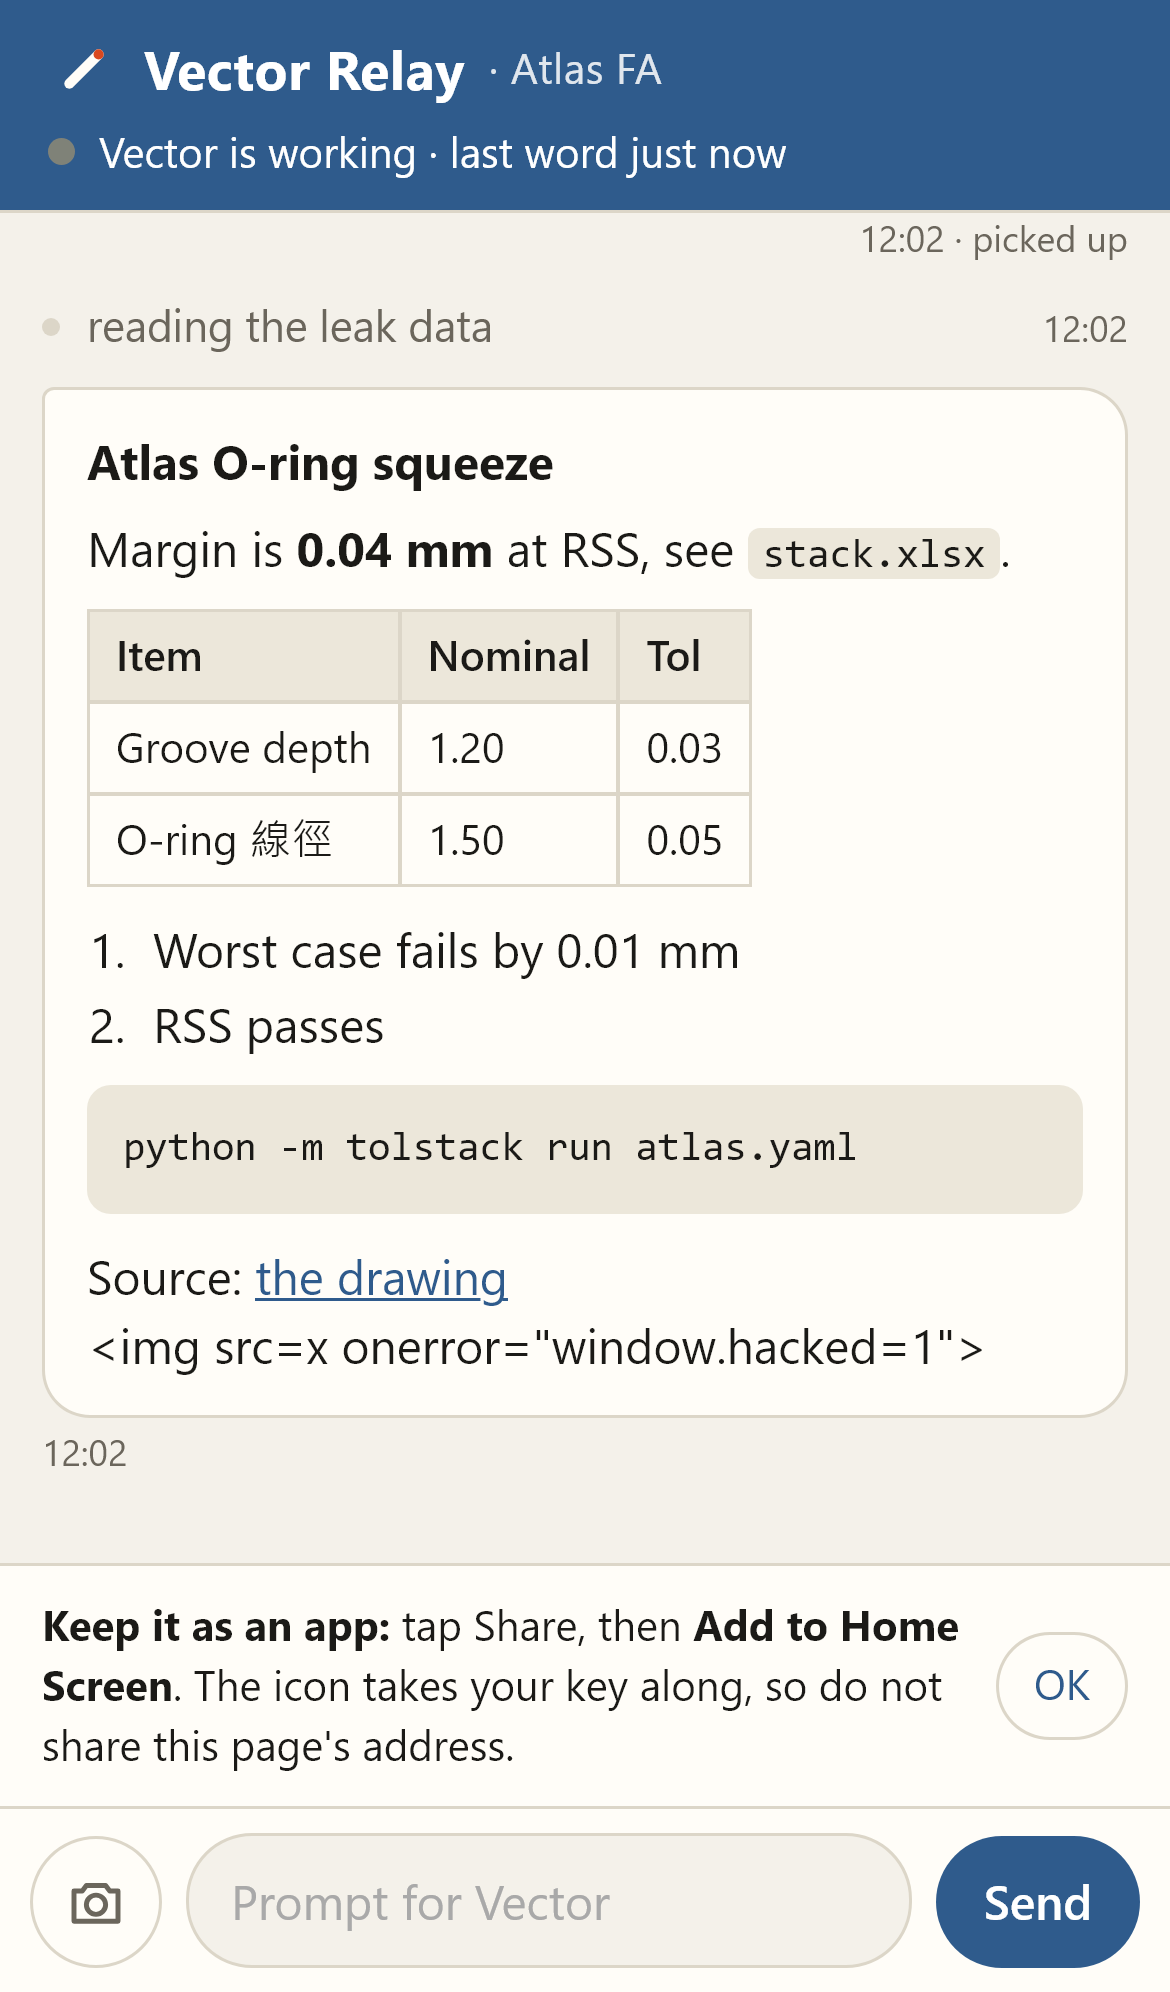 Vector Relay · Atlas FA
Vector is working · last word just now
12:02 · picked up
reading the leak data 12:02
Atlas O-ring squeeze
Margin is 0.04 mm at RSS, see stack.xlsx.
Item Nominal Tol
Groove depth 1.20 0.03
O-ring 線徑 1.50 0.05
1. Worst case fails by 0.01 mm
2. RSS passes
python -m tolstack run atlas.yaml
Source: the drawing
<img src=x onerror="window.hacked=1">
12:02
Keep it as an app: tap Share, then Add to Home
Screen. The icon takes your key along, so do not
share this page's address.
OK
Prompt for Vector
Send